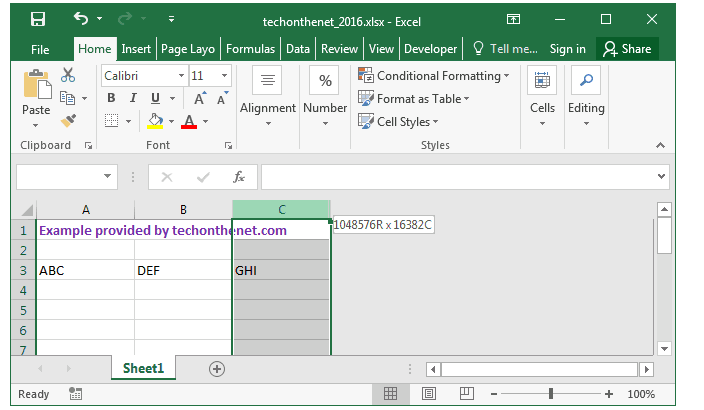 techonthenet_2016.xlsx - Excel
File Home Insert Page Layo Formulas Data Review View Developer Tell me... Sign in Share
Calibri 11
B I U A A
Paste
A
Alignment
%
Number
Conditional Formatting
Format as Table
Cell Styles
Cells
Editing
Clipboard Font Styles
fx
A B C
1 Example provided by techonthenet.com
1048576R x 16382C
2
3 ABC DEF GHI
4
5
6
7
Sheet1
Ready 100%